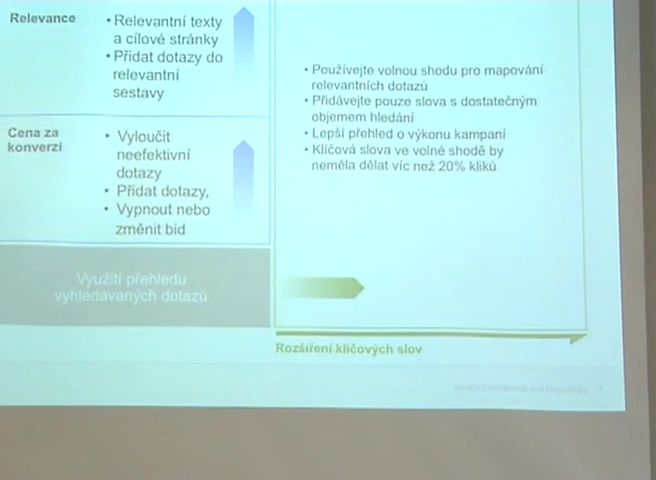 Relevance
• Relevantní texty
a cílové stránky
• Přidat dotazy do
relevantní
sestavy
Cena za
konverzi
• Vyloučit
neefektivní
dotazy
• Přidat dotazy,
• Vypnout nebo
změnit bid
Využití přehledu
vyhledávaných dotazů
• Používejte volnou shodu pro mapování
relevantních dotazů
• Přidávejte pouze slova s dostatečným
objemem hledání
• Lepší přehled o výkonu kampaní
• Klíčová slova ve volné shodě by
neměla dělat víc než 20% kliků
Rozšíření klíčových slov